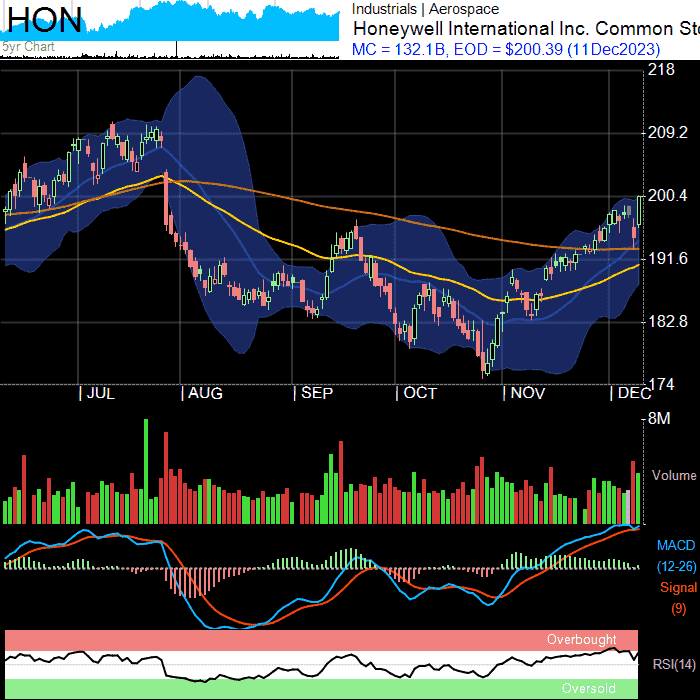 HON
5yr Chart
Industrials | Aerospace
Honeywell International Inc. Common Sto
MC = 132.1B, EOD = $200.39 (11Dec2023)
218
209.2
200.4
191.6
182.8
174
| JUL | AUG | SEP | OCT | NOV | DEC
8M
Volume
MACD
(12-26)
Signal
(9)
Overbought
RSI(14)
Oversold